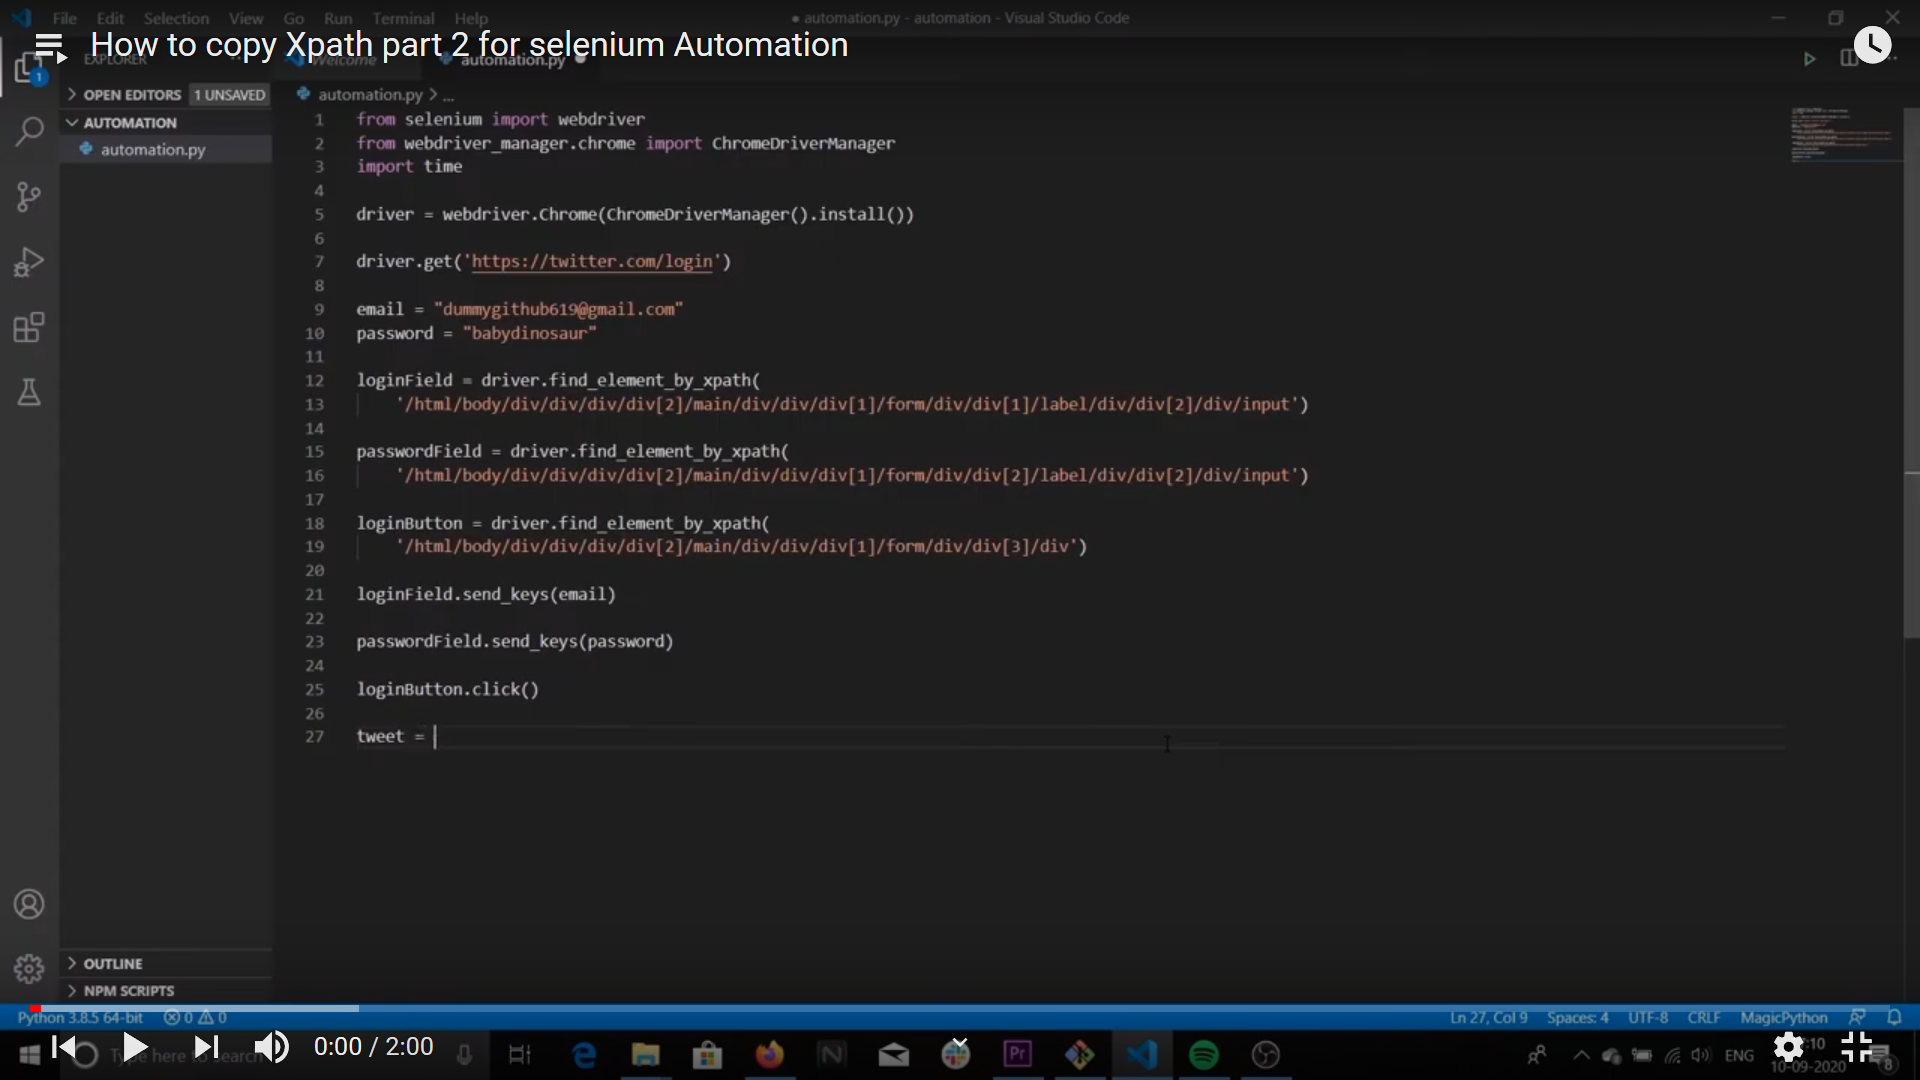 File Edit Selection View Go Run Terminal Help
● automation.py - automation - Visual Studio Code
How to copy Xpath part 2 for selenium Automation
EXPLORER
Welcome
automation.py
1
OPEN EDITORS 1 UNSAVED
AUTOMATION
automation.py
automation.py > ...
1 from selenium import webdriver
2 from webdriver_manager.chrome import ChromeDriverManager
3 import time
4
5 driver = webdriver.Chrome(ChromeDriverManager().install())
6
7 driver.get('https://twitter.com/login')
8
9 email = "dummygithub619@gmail.com"
10 password = "babydinosaur"
11
12 loginField = driver.find_element_by_xpath(
13 '/html/body/div/div/div/div[2]/main/div/div/div[1]/form/div/div[1]/label/div/div[2]/div/input')
14
15 passwordField = driver.find_element_by_xpath(
16 '/html/body/div/div/div/div[2]/main/div/div/div[1]/form/div/div[2]/label/div/div[2]/div/input')
17
18 loginButton = driver.find_element_by_xpath(
19 '/html/body/div/div/div/div[2]/main/div/div/div[1]/form/div/div[3]/div')
20
21 loginField.send_keys(email)
22
23 passwordField.send_keys(password)
24
25 loginButton.click()
26
27 tweet =
OUTLINE
NPM SCRIPTS
Python 3.8.5 64-bit 0 0
Ln 27, Col 9 Spaces: 4 UTF-8 CRLF MagicPython
Type here to search
0:00 / 2:00
N
Pr
ENG
:10
10-09-2020
8